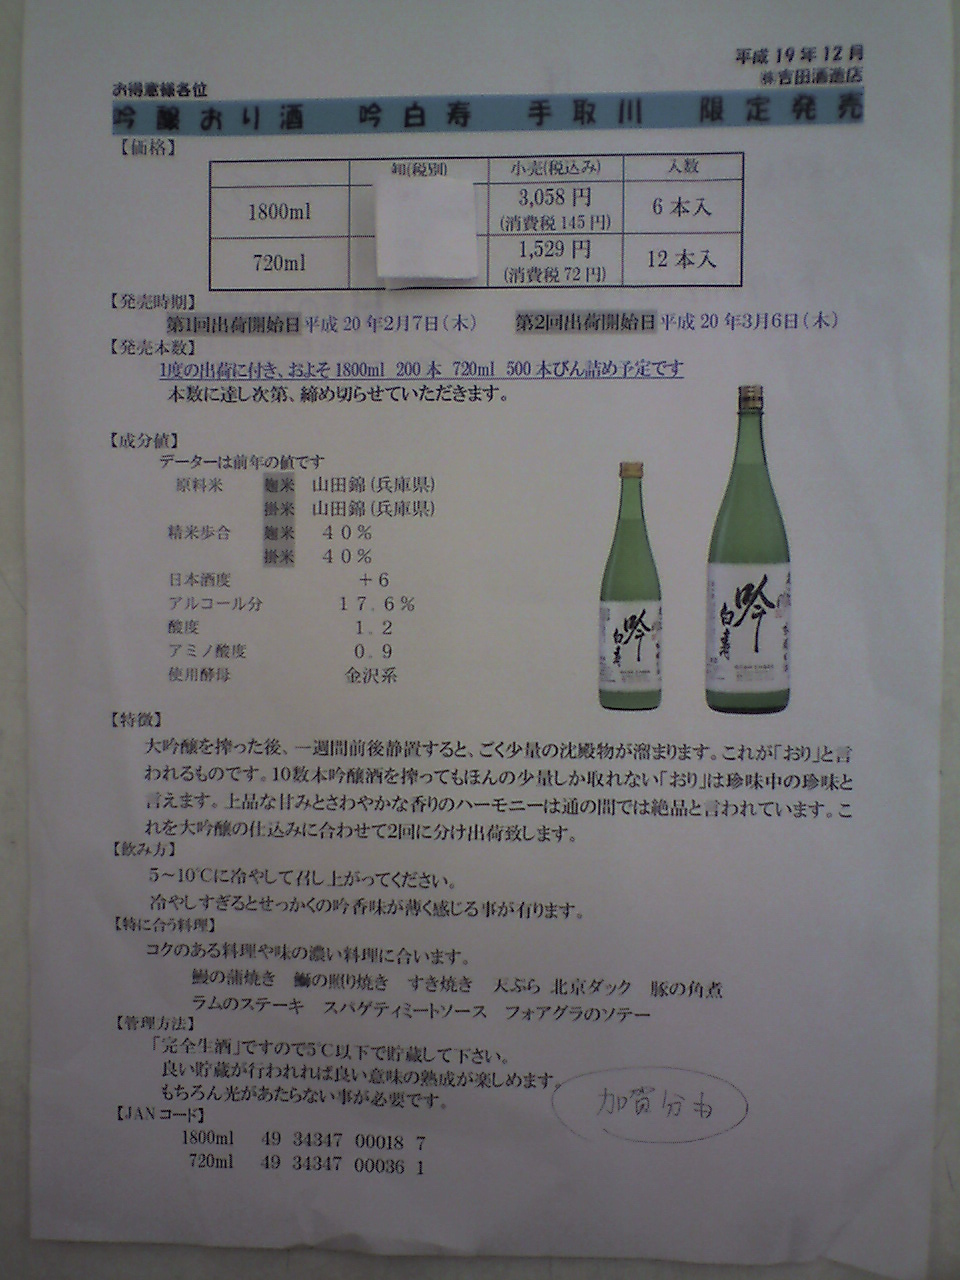 平成19年12月
㈱吉田酒造店
お得意様各位
吟醸おり酒 吟白寿 手取川 限定発売
【価格】
卸(税別) 小売(税込み) 入数
1800ml 3,058円 (消費税145円) 6本入
720ml 1,529円 (消費税72円) 12本入
【発売時期】
第1回出荷開始日 平成20年2月7日(木) 第2回出荷開始日 平成20年3月6日(木)
【発売本数】
1度の出荷に付き、およそ1800ml 200本 720ml 500本びん詰め予定です
本数に達し次第、締め切らせていただきます。
【成分値】
データーは前年の値です
原料米 麹米 山田錦(兵庫県)
掛米 山田錦(兵庫県)
精米歩合 麹米 40%
掛米 40%
日本酒度 +6
アルコール分 17.6%
酸度 1.2
アミノ酸度 0.9
使用酵母 金沢系
吟
白寿
吟
白寿
【特徴】
大吟醸を搾った後、一週間前後静置すると、ごく少量の沈殿物が溜まります。これが「おり」と言
われるものです。10数本吟醸酒を搾ってもほんの少量しか取れない「おり」は珍味中の珍味と
言えます。上品な甘みとさわやかな香りのハーモニーは通の間では絶品と言われています。こ
れを大吟醸の仕込みに合わせて2回に分け出荷致します。
【飲み方】
5~10℃に冷やして召し上がってください。
冷やしすぎるとせっかくの吟香味が薄く感じる事が有ります。
【特に合う料理】
コクのある料理や味の濃い料理に合います。
鰻の蒲焼き 鰤の照り焼き すき焼き 天ぷら 北京ダック 豚の角煮
ラムのステーキ スパゲティミートソース フォアグラのソテー
【管理方法】
「完全生酒」ですので5℃以下で貯蔵して下さい。
良い貯蔵が行われれば良い意味の熟成が楽しめます。
もちろん光があたらない事が必要です。
加賀分も
【JANコード】
1800ml 49 34347 00018 7
720ml 49 34347 00036 1